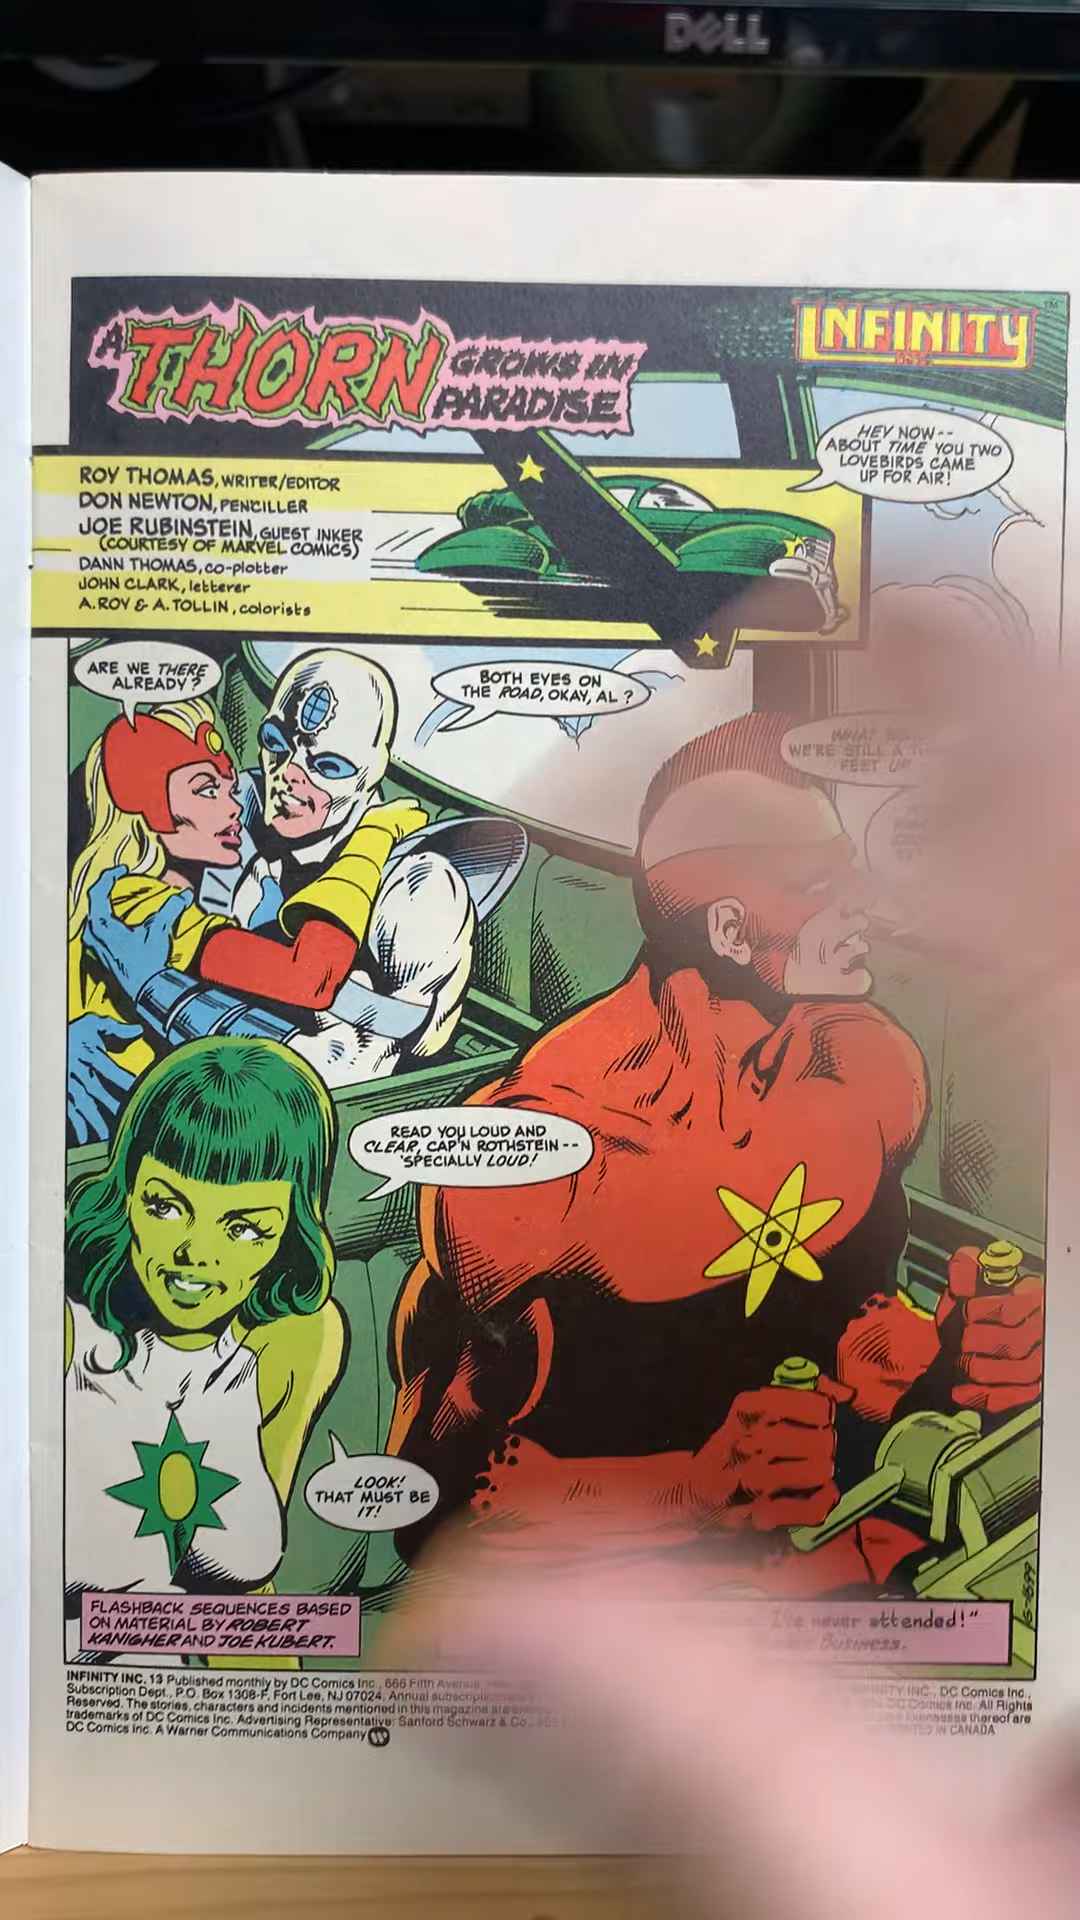 DELL
A THORN GROWS IN
PARADISE
INFINITY
INC.
TM
HEY NOW--
ABOUT TIME YOU TWO
LOVEBIRDS CAME
UP FOR AIR!
ROY THOMAS, WRITER/EDITOR
DON NEWTON, PENCILLER
JOE RUBINSTEIN, GUEST INKER
(COURTESY OF MARVEL COMICS)
DANN THOMAS, co-plotter
JOHN CLARK, letterer
A. ROY & A. TOLLIN, colorists
ARE WE THERE
ALREADY?
BOTH EYES ON
THE ROAD, OKAY, AL?
WHAT
WE'RE STILL A
FEET UP
READ YOU LOUD AND
CLEAR, CAP'N ROTHSTEIN--
'SPECIALLY LOUD!
LOOK!
THAT MUST BE
IT!
FLASHBACK SEQUENCES BASED
ON MATERIAL BY ROBERT
KANIGHER AND JOE KUBERT.
I've never attended!"
Business.
INFINITY INC. 13 Published monthly by DC Comics Inc., 666 Fifth Avenue, INFINITY INC., DC Comics Inc.,
Subscription Dept., P.O. Box 1308-F, Fort Lee, NJ 07024. Annual subscription DC Comics Inc. All Rights
Reserved. The stories, characters and incidents mentioned in this magazine are thereof are
trademarks of DC Comics Inc. Advertising Representative: Sanford Schwarz & Co., IN CANADA
DC Comics Inc. A Warner Communications Company